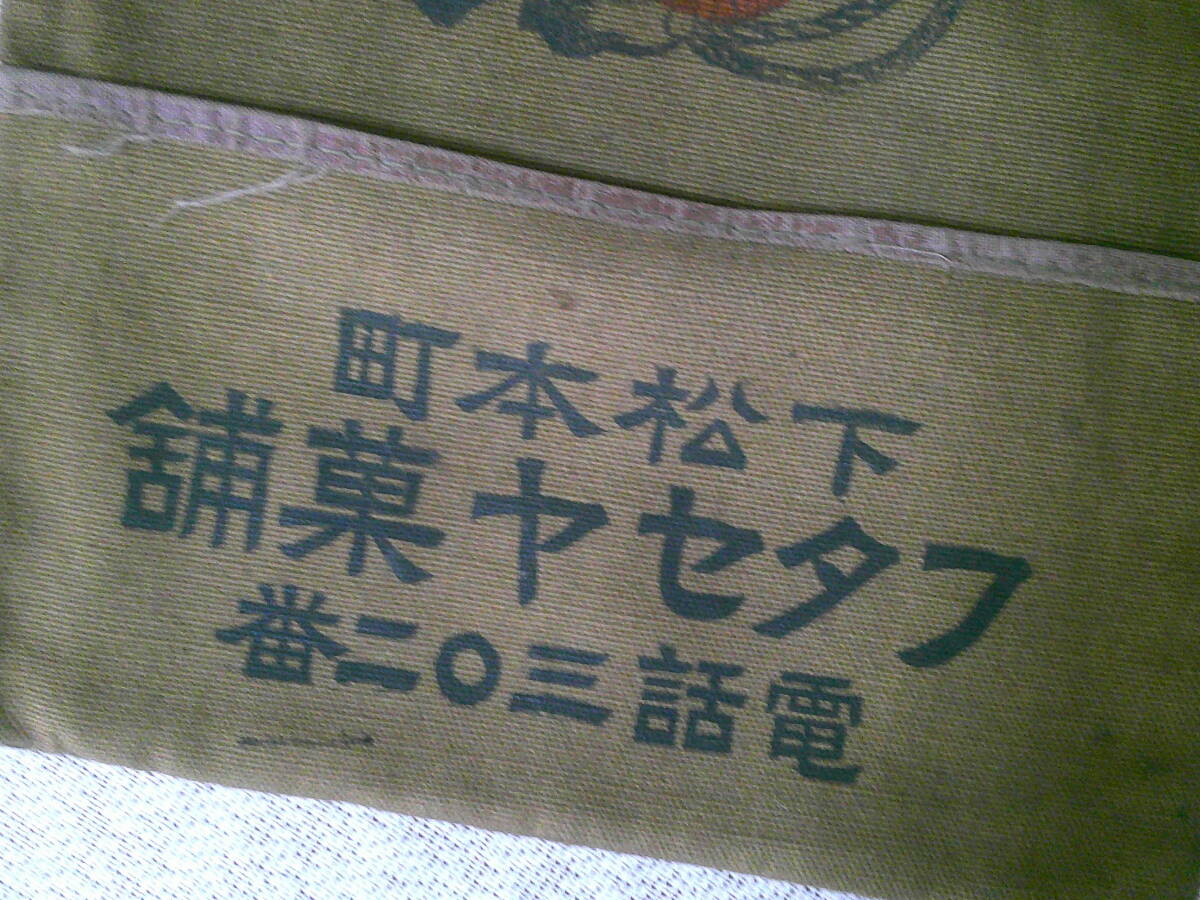 下松本町
フタセヤ菓舗
電話三〇二番